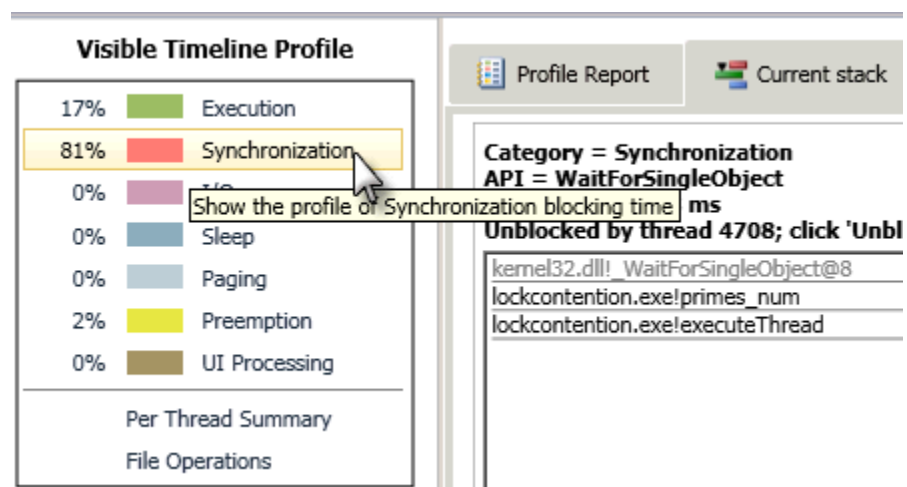 Visible Timeline Profile
17% Execution
81% Synchronization
0%
Show the profile of Synchronization blocking time
0% Sleep
0% Paging
2% Preemption
0% UI Processing
Per Thread Summary
File Operations
Profile Report
Current stack
Category = Synchronization
API = WaitForSingleObject
ms
Unblocked by thread 4708; click 'Unbl
kernel32.dll!_WaitForSingleObject@8
lockcontention.exe!primes_num
lockcontention.exe!executeThread